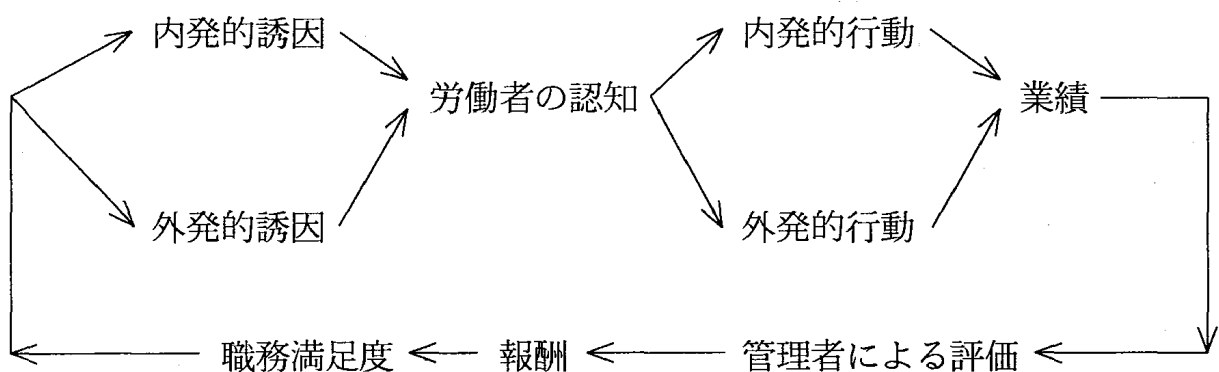 内発的誘因 内発的行動
労働者の認知 業績
外発的誘因 外発的行動
職務満足度 報酬 管理者による評価